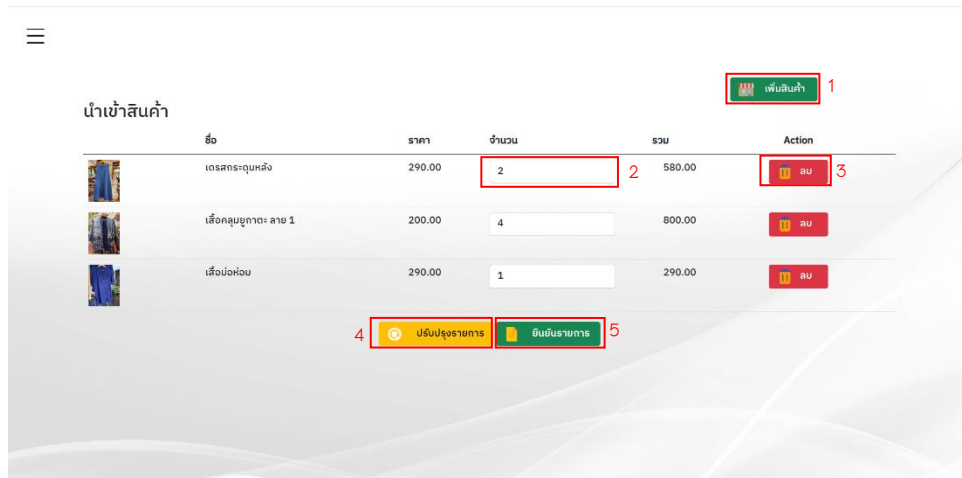 เพิ่มสินค้า 1
นำเข้าสินค้า
ชื่อ ราคา จำนวน รวม Action
เดรสกระดุมหลัง 290.00 2 2 580.00 ลบ 3
เสื้อคลุมยูกาตะ ลาย 1 200.00 4 800.00 ลบ
เสื้อม่อห่อม 290.00 1 290.00 ลบ
4 ปรับปรุงรายการ ยืนยันรายการ 5